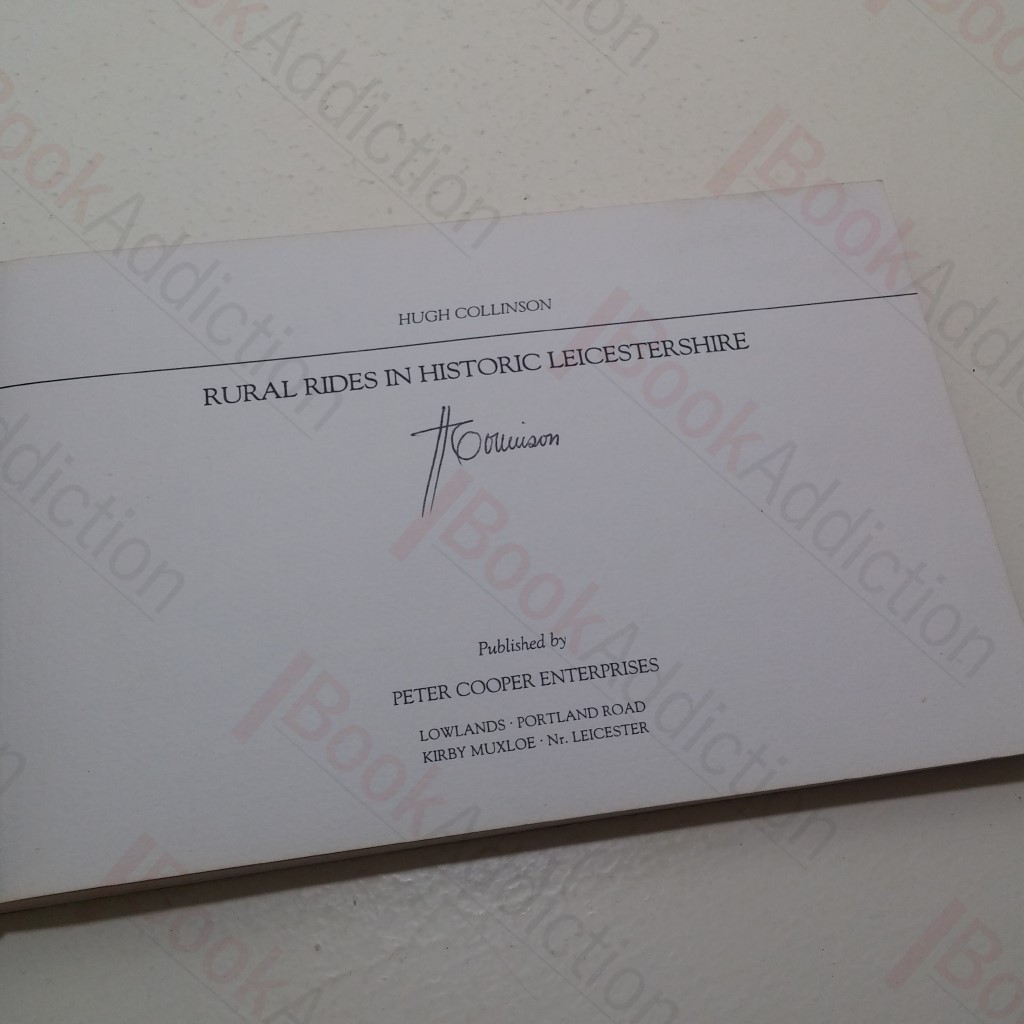 HUGH COLLINSON
RURAL RIDES IN HISTORIC LEICESTERSHIRE
H Collinson
Published by
PETER COOPER ENTERPRISES
LOWLANDS · PORTLAND ROAD
KIRBY MUXLOE · Nr. LEICESTER
BookAddiction